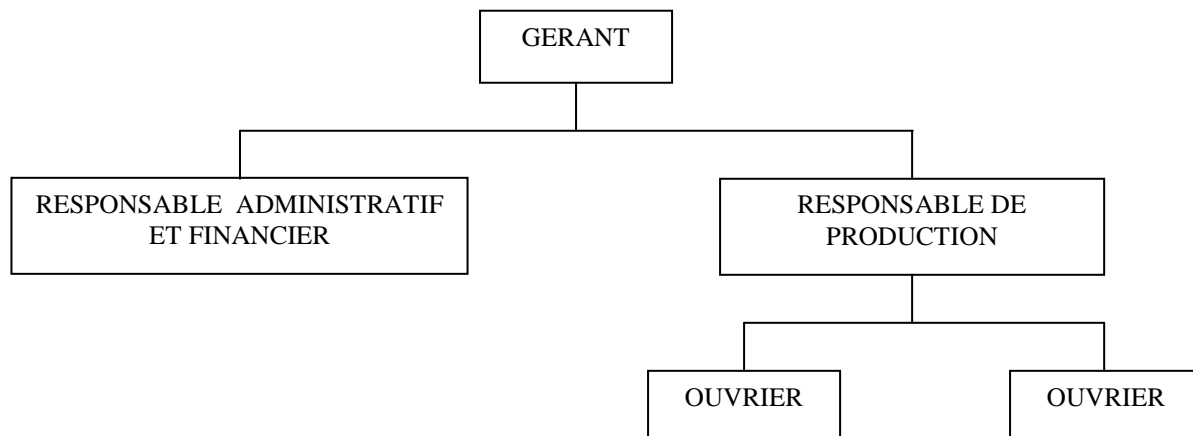 GERANT
RESPONSABLE ADMINISTRATIF
ET FINANCIER
RESPONSABLE DE
PRODUCTION
OUVRIER
OUVRIER